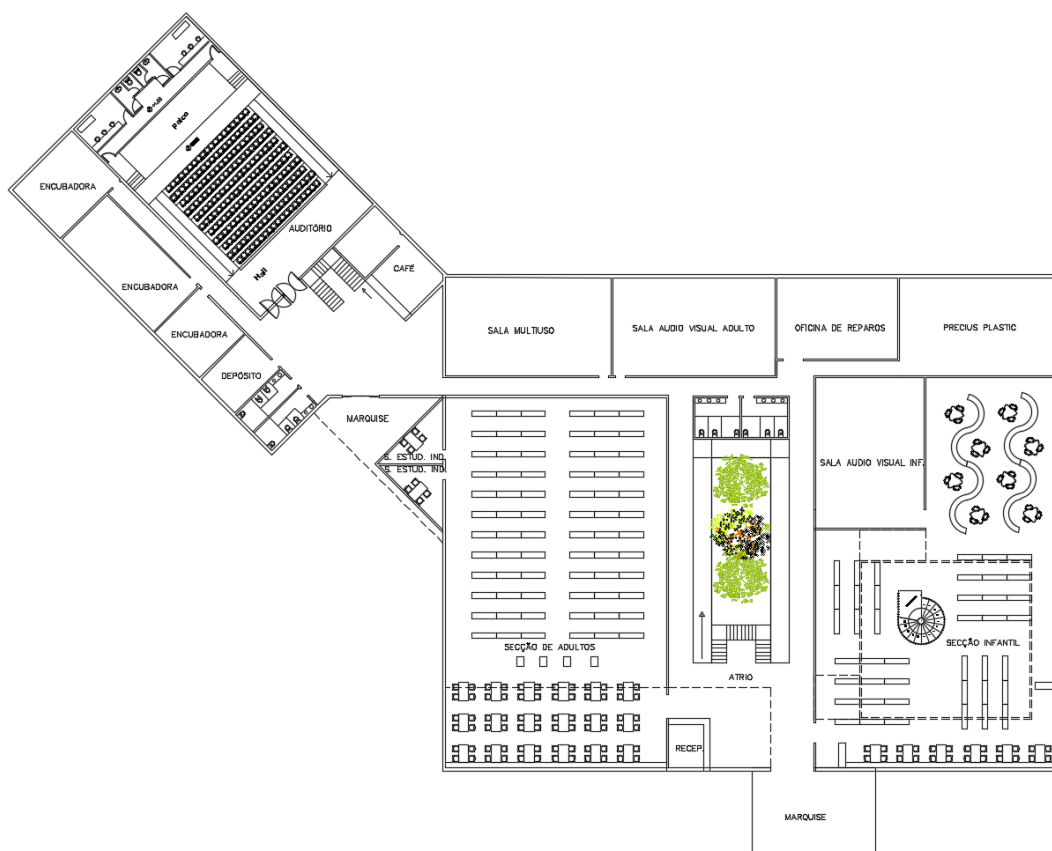 Palco
ENCUBADORA
AUDITÓRIO
Hall
CAFÉ
ENCUBADORA
ENCUBADORA
DEPÓSITO
SALA MULTIUSO
SALA AUDIO VISUAL ADULTO
OFICINA DE REPAROS
PRECIUS PLASTIC
MARQUISE
S. ESTUD. IND.
S. ESTUD. IND.
SALA AUDIO VISUAL INF.
SECÇÃO DE ADULTOS
SECÇÃO INFANTIL
ATRIO
RECEP.
MARQUISE